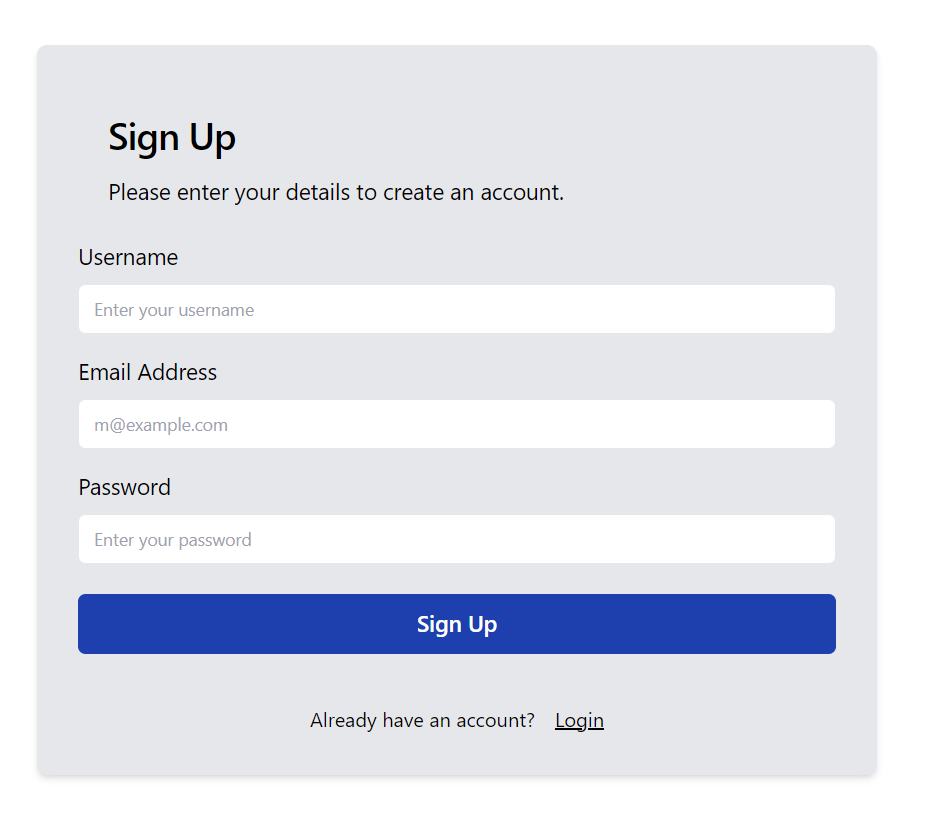 Sign Up
Please enter your details to create an account.
Username
Enter your username
Email Address
m@example.com
Password
Enter your password
Sign Up
Already have an account? Login